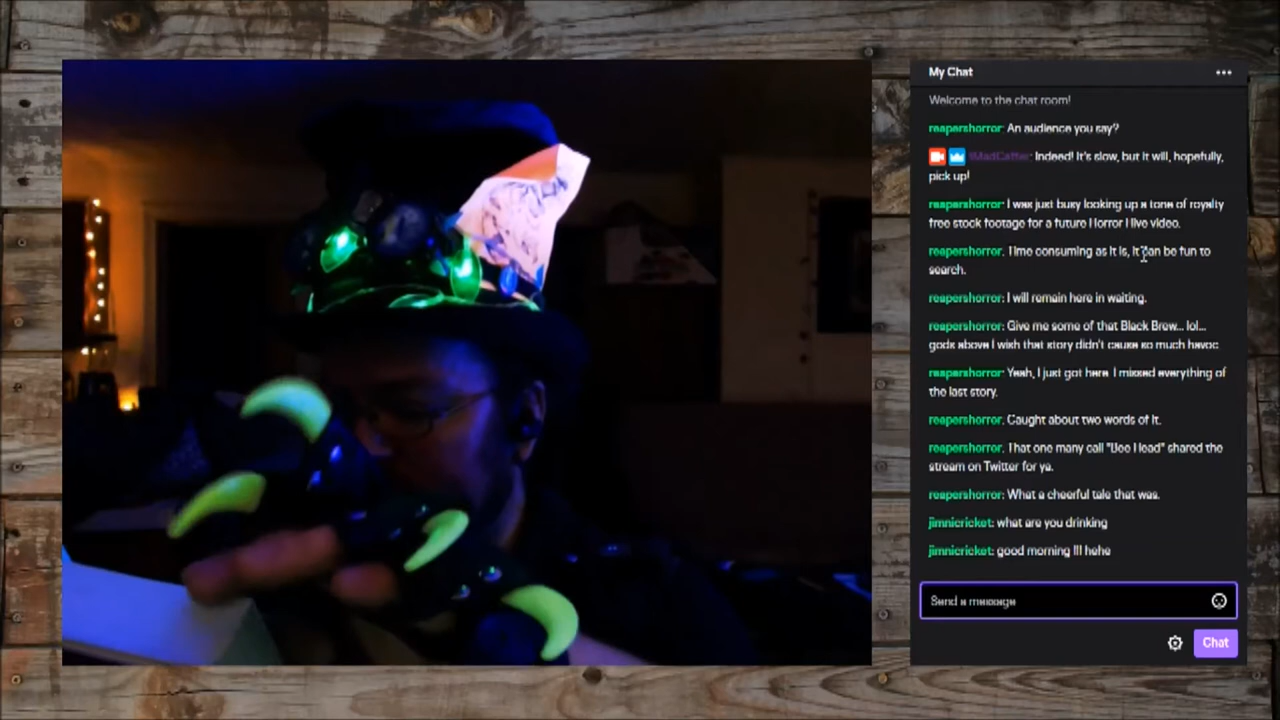 My Chat
Welcome to the chat room!
reapershorror: An audience you say?
Indeed! It's slow, but it will, hopefully,
pick up!
reapershorror: I was just busy looking up a tone of royalty
free stock footage for a future Horror Hive video.
reapershorror: Time consuming as it is, it can be fun to
search.
reapershorror: I will remain here in waiting.
reapershorror: Give me some of that Black Brew... lol...
gods above I wish that story didn't cause so much havoc.
reapershorror: Yeah, I just got here. I missed everything of
the last story.
reapershorror: Caught about two words of it.
reapershorror: That one many call "Bee Head" shared the
stream on Twitter for ya.
reapershorror: What a cheerful tale that was.
jimnicricket: what are you drinking
jimnicricket: good morning !!! hehe
Send a message
Chat